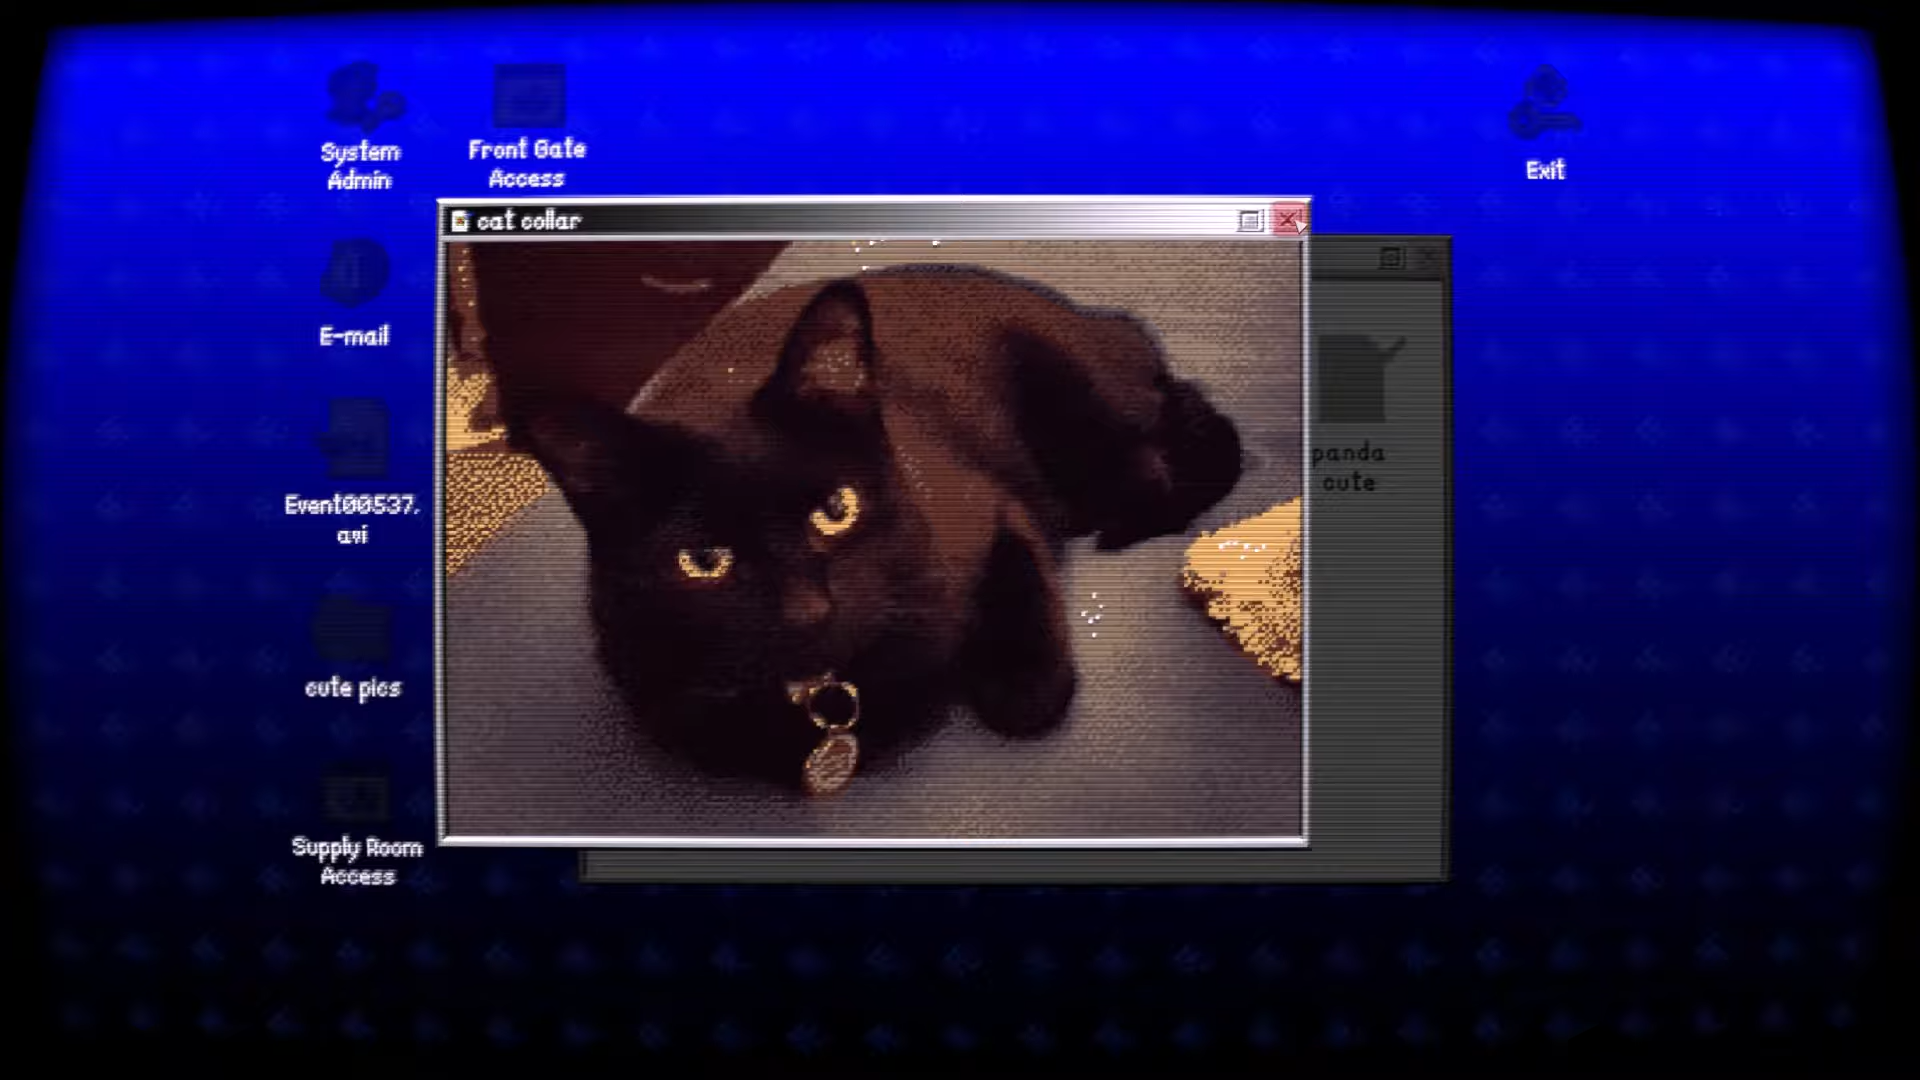 System
Admin
Front Gate
Access
Exit
cat collar
E-mail
panda
cute
Event00537.
avi
cute pics
Supply Room
Access